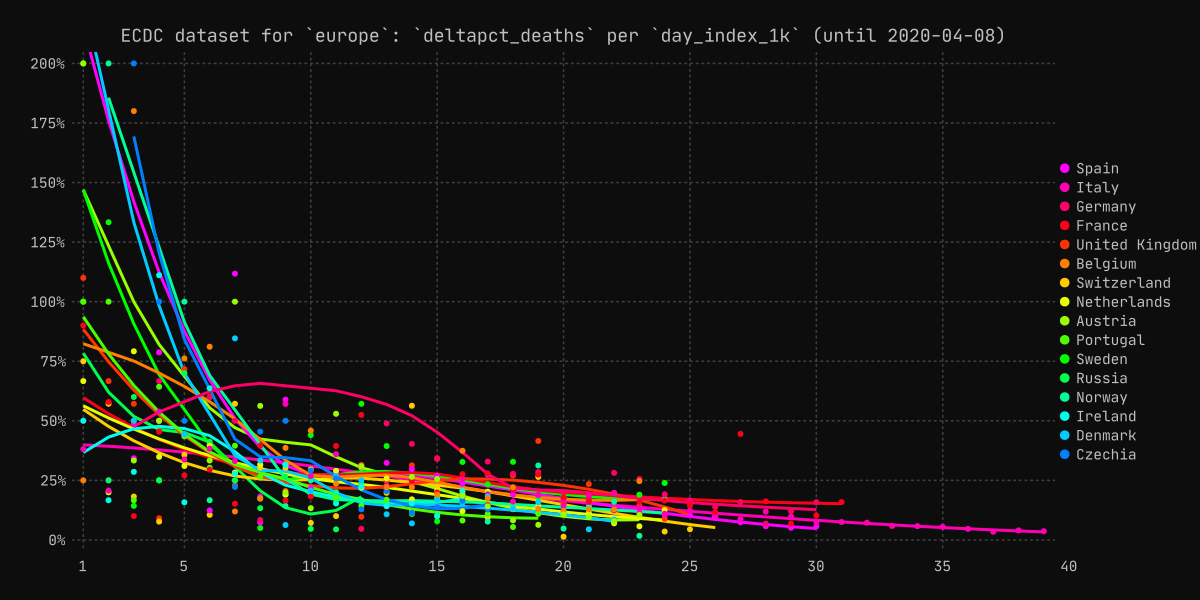 ECDC dataset for `europe`: `deltapct_deaths` per `day_index_1k` (until 2020-04-08)
200%
175%
150%
125%
100%
75%
50%
25%
0%
1 5 10 15 20 25 30 35 40
Spain
Italy
Germany
France
United Kingdom
Belgium
Switzerland
Netherlands
Austria
Portugal
Sweden
Russia
Norway
Ireland
Denmark
Czechia